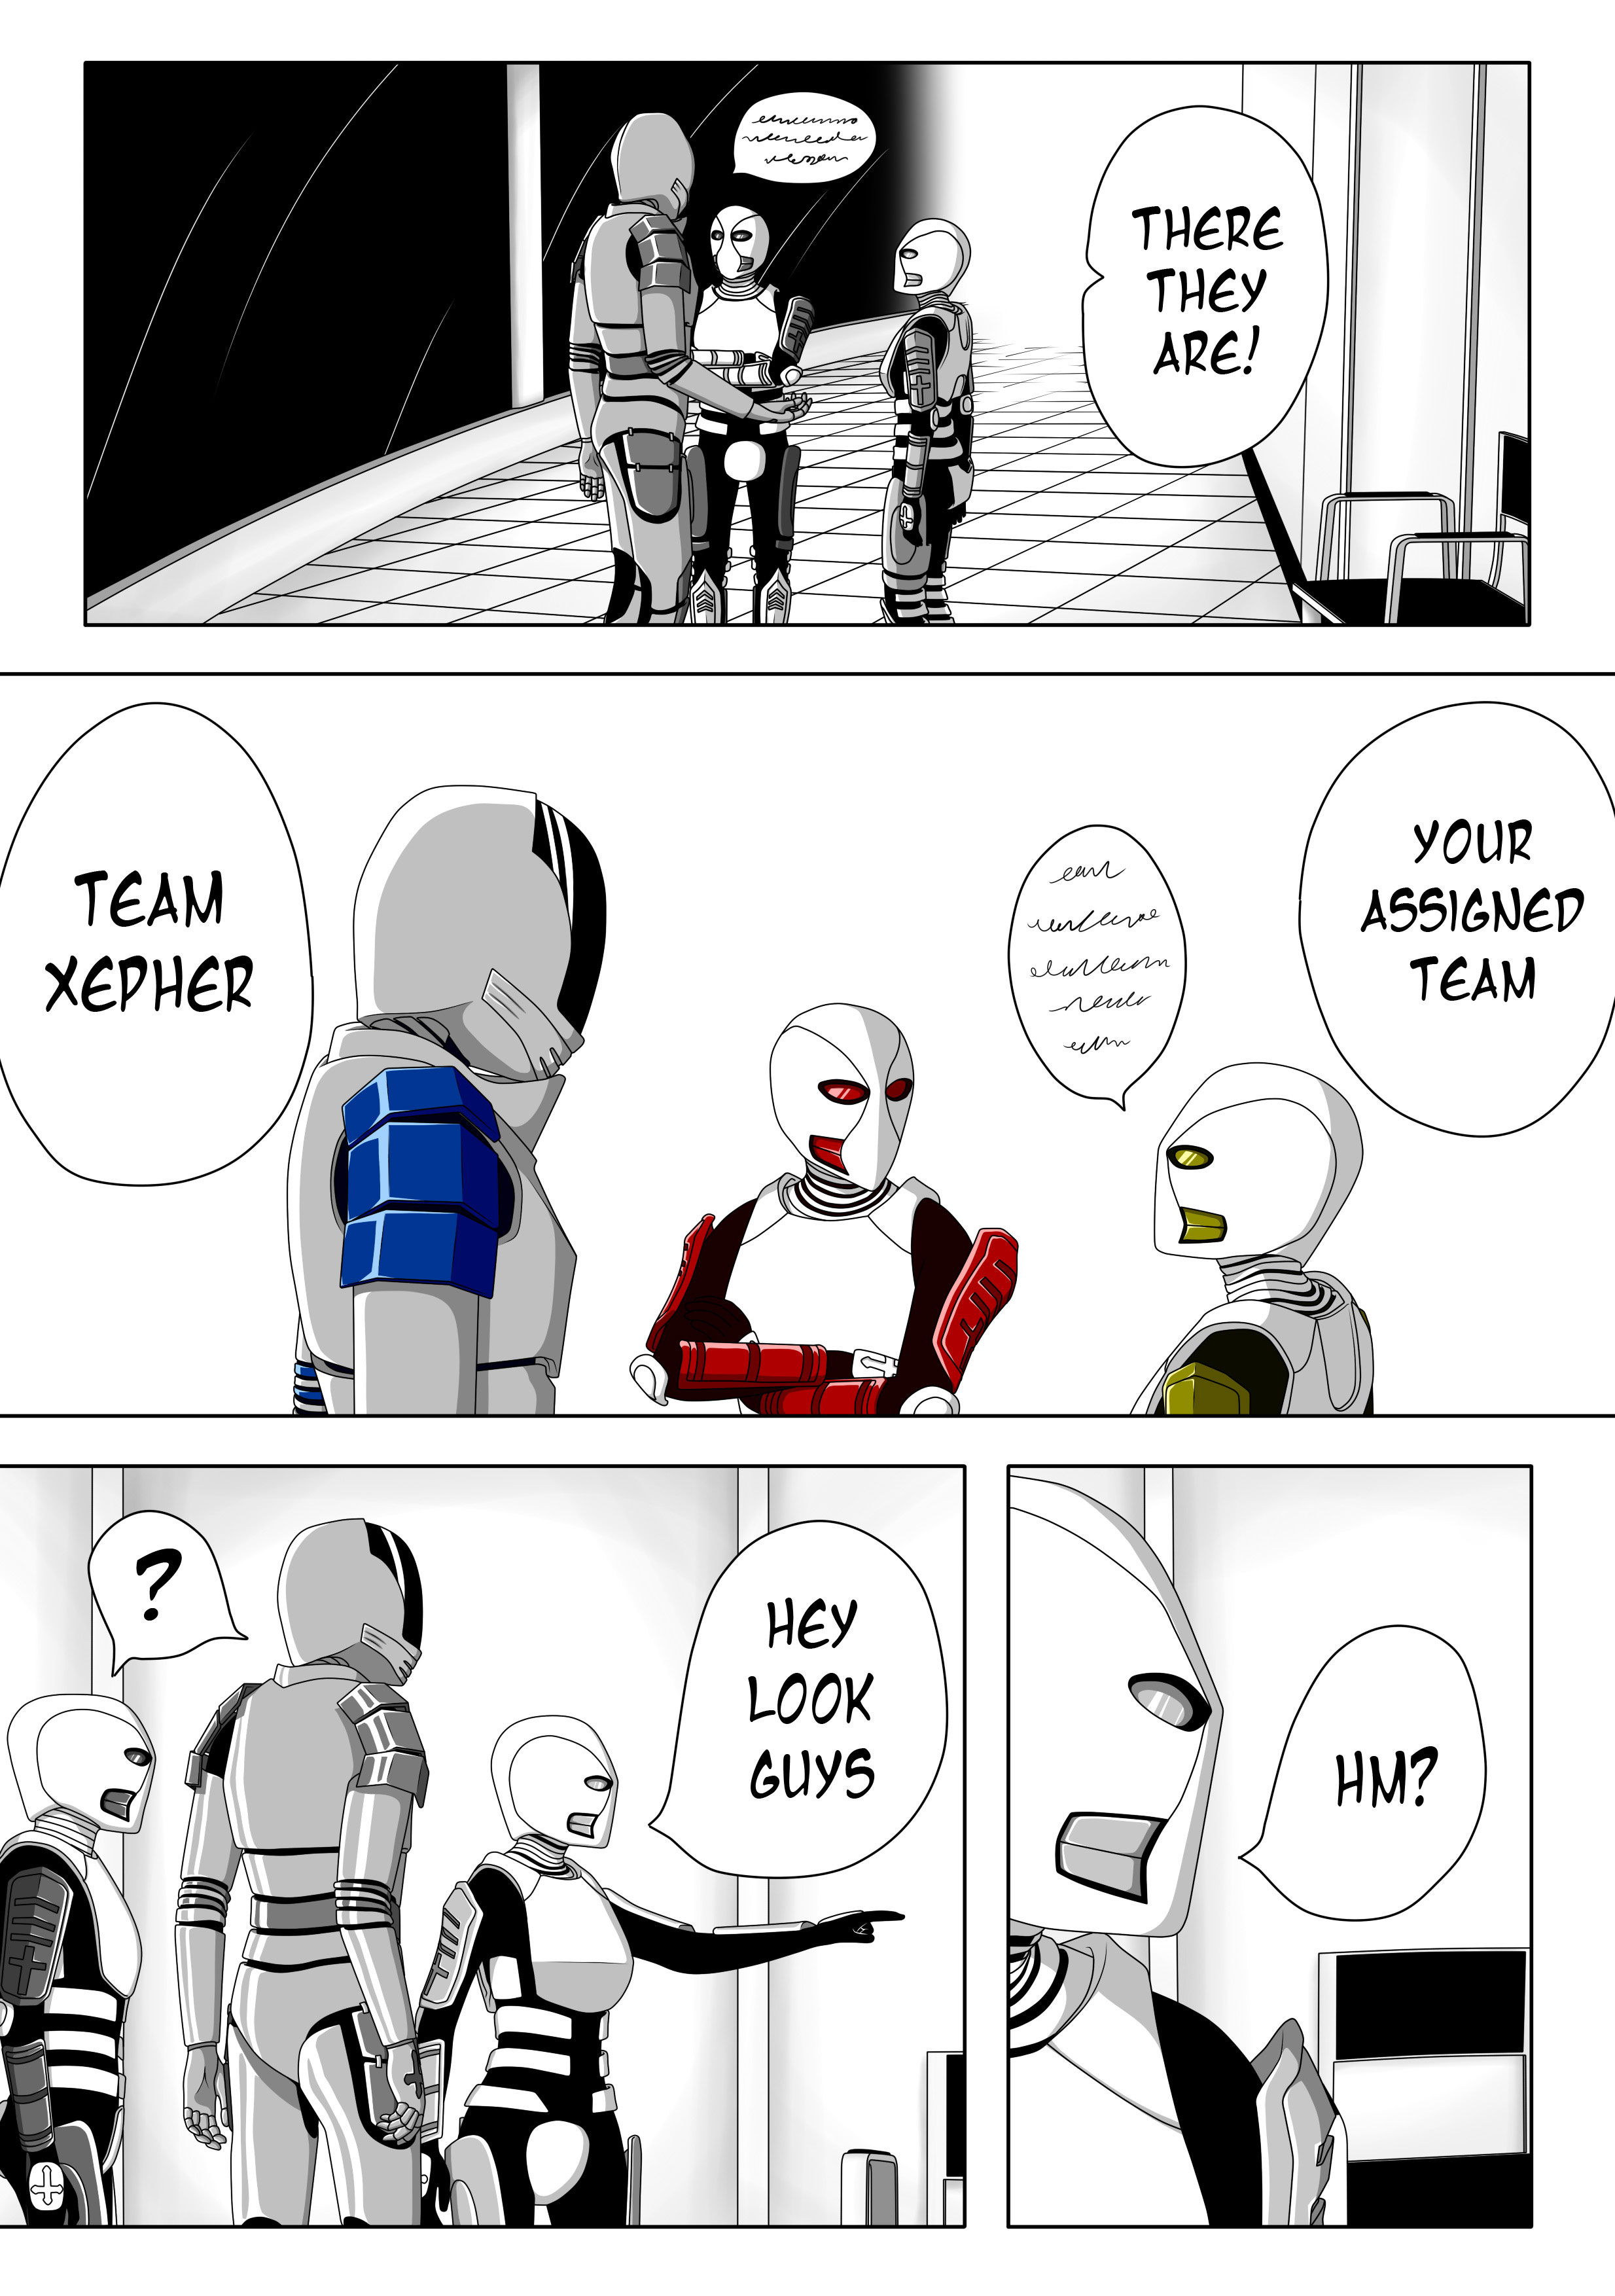 THERE
THEY
ARE!
YOUR
ASSIGNED
TEAM
TEAM
XEPHER
HM?
HEY
LOOK
GUYS
?